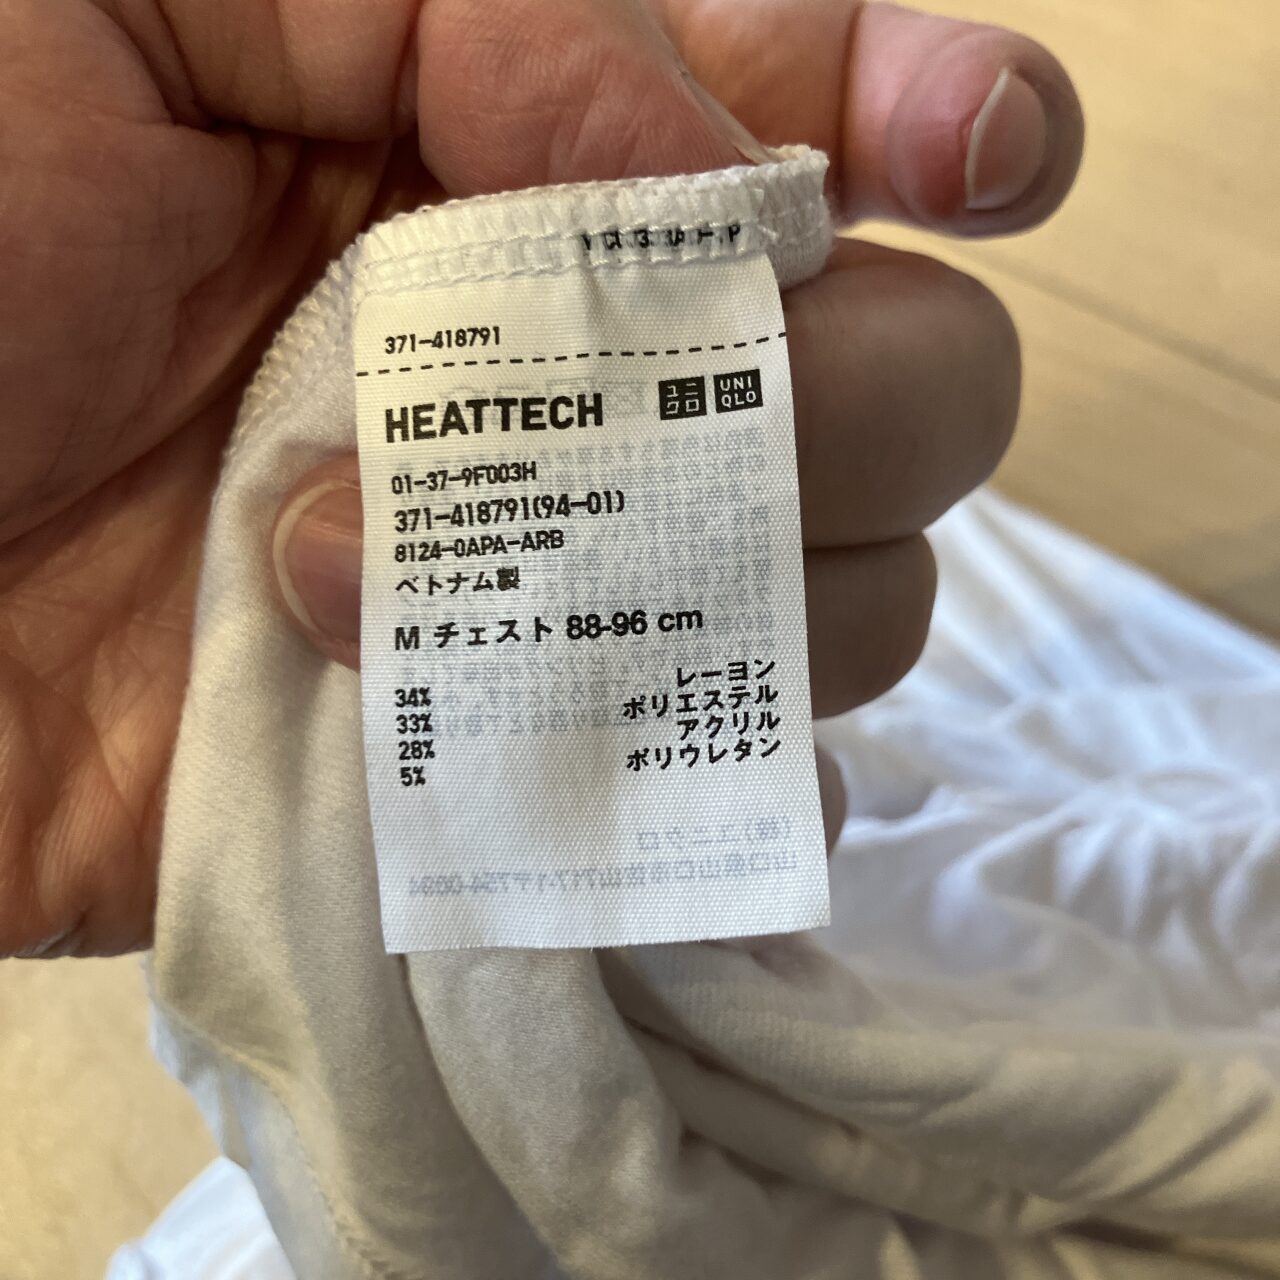 371-418791
HEATTECH ユニクロ UNIQLO
01-37-9F003H
371-418791(94-01)
8124-0APA-ARB
ベトナム製
M チェスト 88-96 cm
34% レーヨン
33% ポリエステル
28% アクリル
5% ポリウレタン